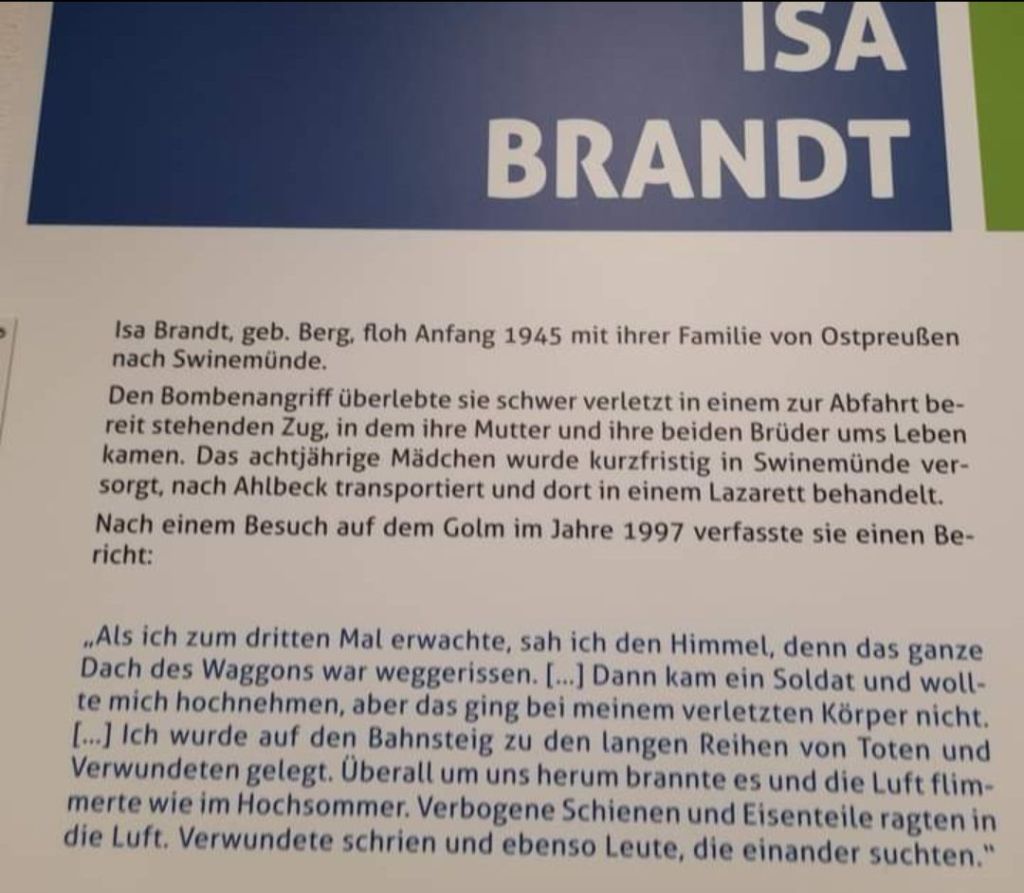 ISA
BRANDT
Isa Brandt, geb. Berg, floh Anfang 1945 mit ihrer Familie von Ostpreußen
nach Swinemünde.
Den Bombenangriff überlebte sie schwer verletzt in einem zur Abfahrt be-
reit stehenden Zug, in dem ihre Mutter und ihre beiden Brüder ums Leben
kamen. Das achtjährige Mädchen wurde kurzfristig in Swinemünde ver-
sorgt, nach Ahlbeck transportiert und dort in einem Lazarett behandelt.
Nach einem Besuch auf dem Golm im Jahre 1997 verfasste sie einen Be-
richt:
„Als ich zum dritten Mal erwachte, sah ich den Himmel, denn das ganze
Dach des Waggons war weggerissen. [...] Dann kam ein Soldat und woll-
te mich hochnehmen, aber das ging bei meinem verletzten Körper nicht.
[...] Ich wurde auf den Bahnsteig zu den langen Reihen von Toten und
Verwundeten gelegt. Überall um uns herum brannte es und die Luft flim-
merte wie im Hochsommer. Verbogene Schienen und Eisenteile ragten in
die Luft. Verwundete schrien und ebenso Leute, die einander suchten.“